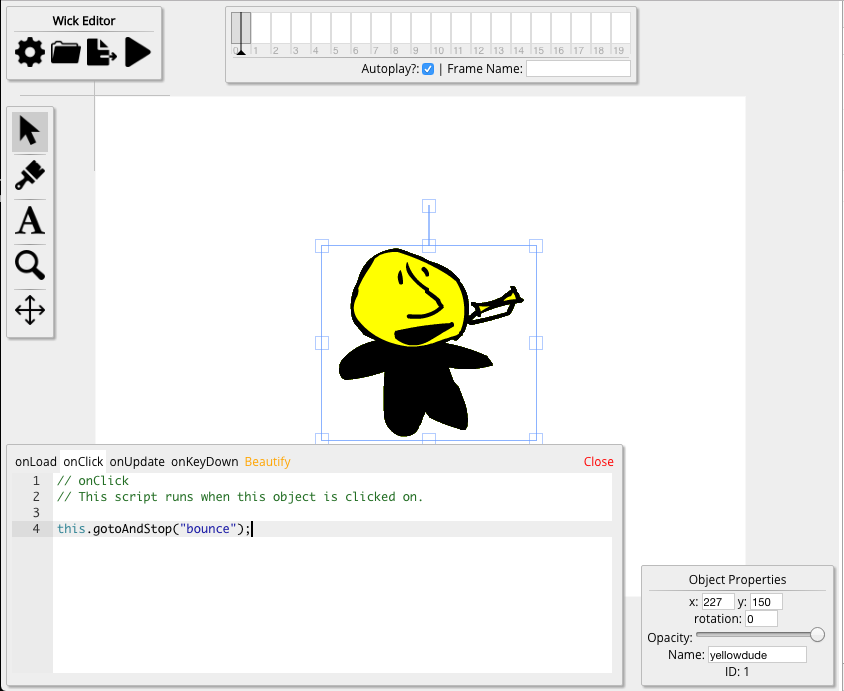 Wick Editor
0 1 2 3 4 5 6 7 8 9 10 11 12 13 14 15 16 17 18 19
Autoplay?: | Frame Name:
A
onLoad onClick onUpdate onKeyDown Beautify Close
1 // onClick
2 // This script runs when this object is clicked on.
3
4 this.gotoAndStop("bounce");
Object Properties
x: 227 y: 150
rotation: 0
Opacity:
Name: yellowdude
ID: 1